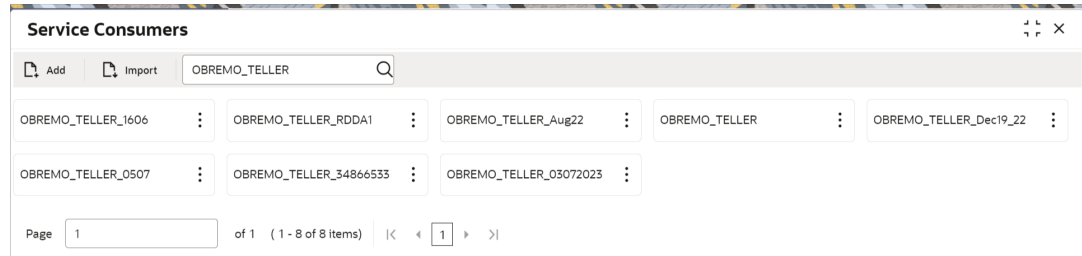 Service Consumers
Add Import OBREMO_TELLER
OBREMO_TELLER_1606 OBREMO_TELLER_RDDA1 OBREMO_TELLER_Aug22 OBREMO_TELLER OBREMO_TELLER_Dec19_22
OBREMO_TELLER_0507 OBREMO_TELLER_34866533 OBREMO_TELLER_03072023
Page 1 of 1 ( 1 - 8 of 8 items) 1